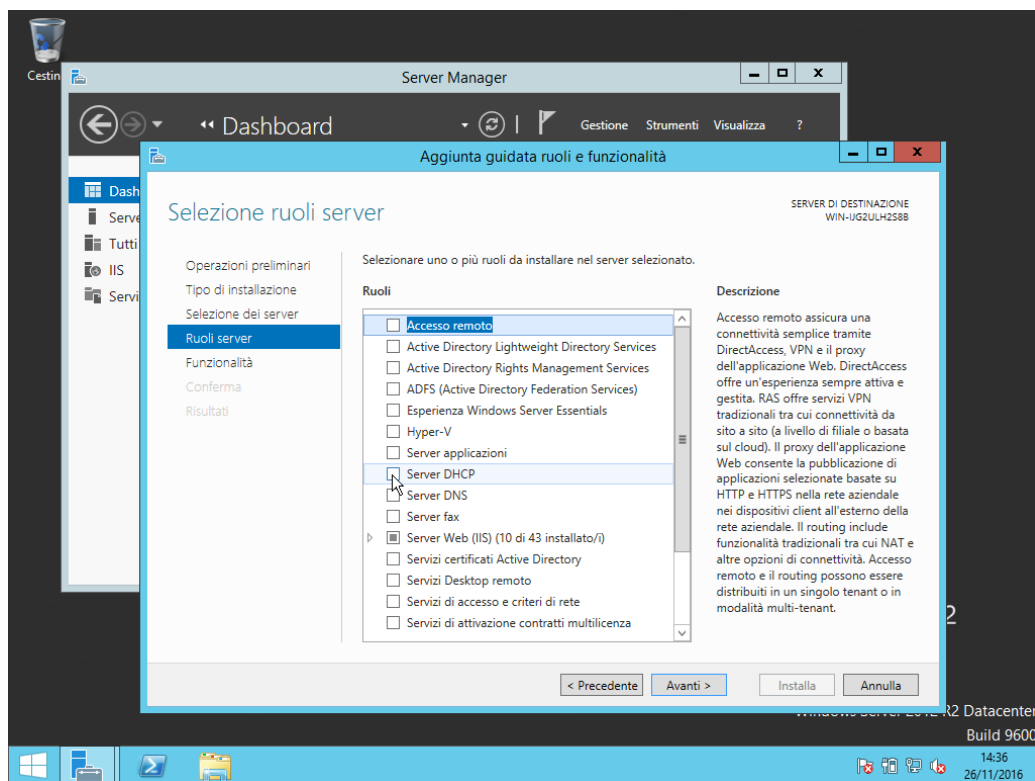 Cestin
Server Manager
Dashboard
Gestione Strumenti Visualizza ?
Aggiunta guidata ruoli e funzionalità
Dash
Serve
Tutti
IIS
Servi
Selezione ruoli server
SERVER DI DESTINAZIONE
WIN-IJG2ULH2S8B
Operazioni preliminari
Tipo di installazione
Selezione dei server
Ruoli server
Funzionalità
Conferma
Risultati
Selezionare uno o più ruoli da installare nel server selezionato.
Ruoli
Accesso remoto
Active Directory Lightweight Directory Services
Active Directory Rights Management Services
ADFS (Active Directory Federation Services)
Esperienza Windows Server Essentials
Hyper-V
Server applicazioni
Server DHCP
Server DNS
Server fax
Server Web (IIS) (10 di 43 installato/i)
Servizi certificati Active Directory
Servizi Desktop remoto
Servizi di accesso e criteri di rete
Servizi di attivazione contratti multilicenza
Descrizione
Accesso remoto assicura una
connettività semplice tramite
DirectAccess, VPN e il proxy
dell'applicazione Web. DirectAccess
offre un'esperienza sempre attiva e
gestita. RAS offre servizi VPN
tradizionali tra cui connettività da
sito a sito (a livello di filiale o basata
sul cloud). Il proxy dell'applicazione
Web consente la pubblicazione di
applicazioni selezionate basate su
HTTP e HTTPS nella rete aziendale
nei dispositivi client all'esterno della
rete aziendale. Il routing include
funzionalità tradizionali tra cui NAT e
altre opzioni di connettività. Accesso
remoto e il routing possono essere
distribuiti in un singolo tenant o in
modalità multi-tenant.
< Precedente Avanti > Installa Annulla
2
Windows Server 2012 R2 Datacenter
Build 9600
14:36
26/11/2016